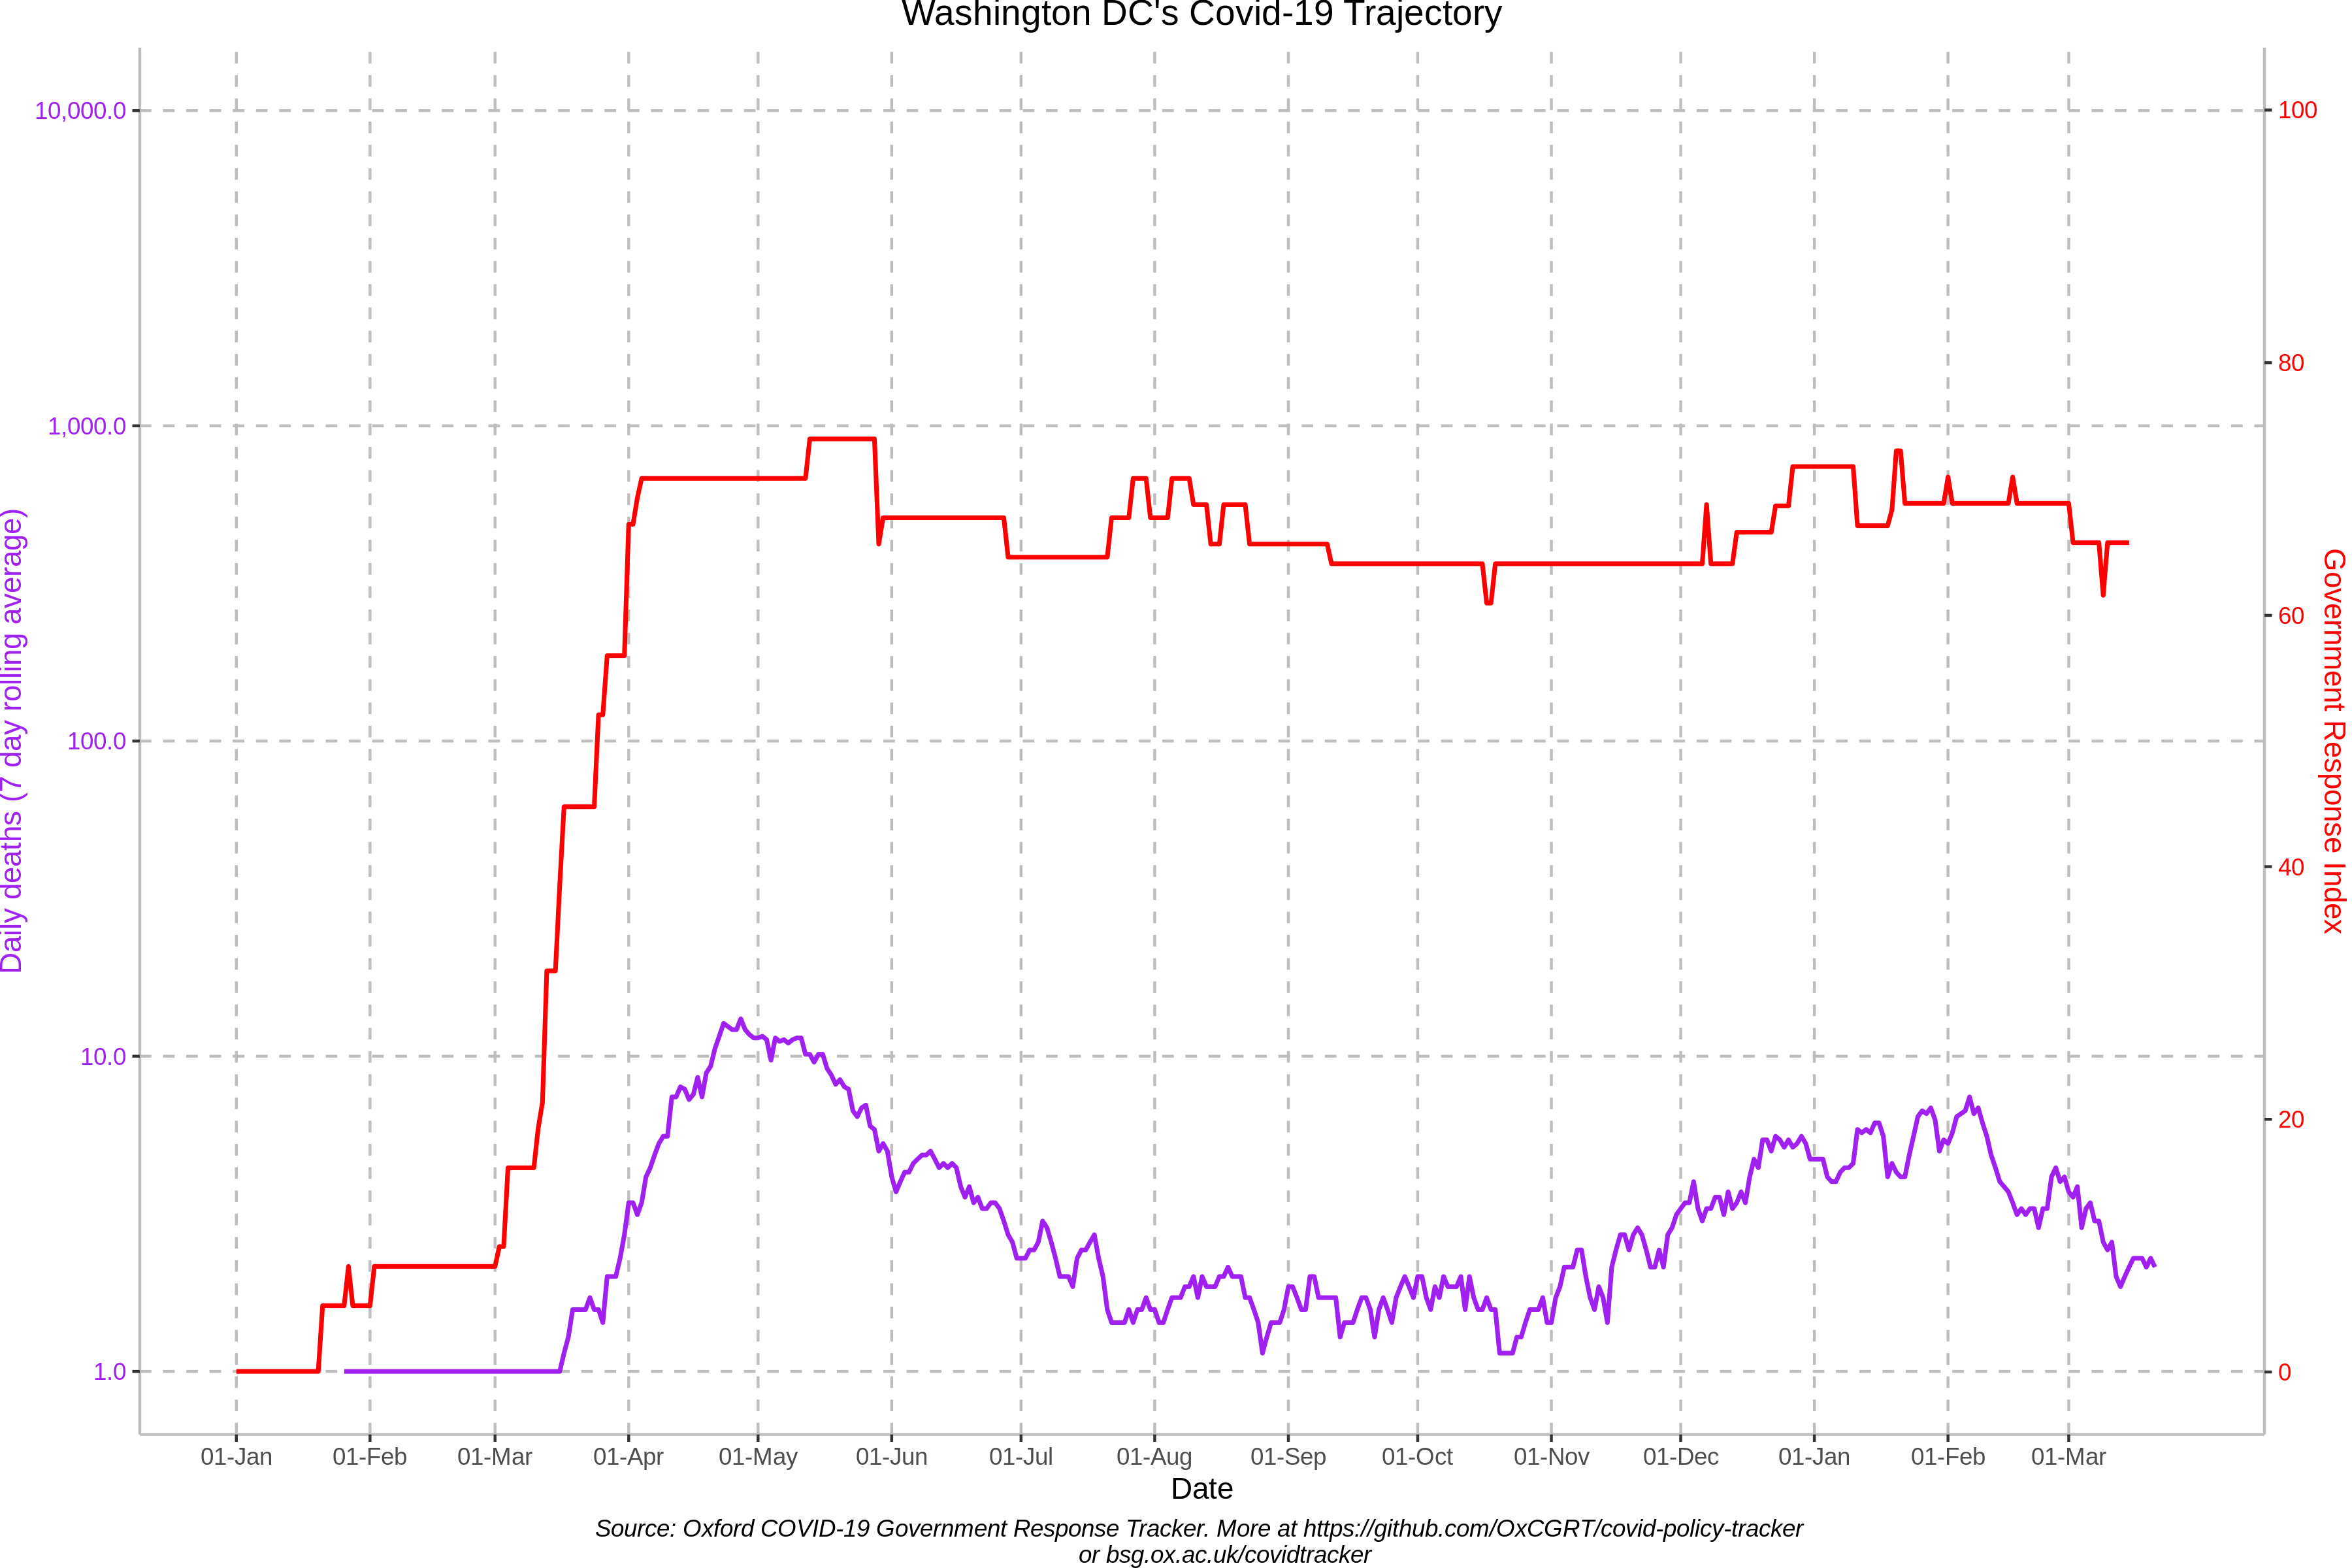 Washington DC's Covid-19 Trajectory
10,000.0
1,000.0
100.0
10.0
1.0
Daily deaths (7 day rolling average)
100
80
60
40
20
0
Government Response Index
01-Jan 01-Feb 01-Mar 01-Apr 01-May 01-Jun 01-Jul 01-Aug 01-Sep 01-Oct 01-Nov 01-Dec 01-Jan 01-Feb 01-Mar
Date
Source: Oxford COVID-19 Government Response Tracker. More at https://github.com/OxCGRT/covid-policy-tracker
or bsg.ox.ac.uk/covidtracker